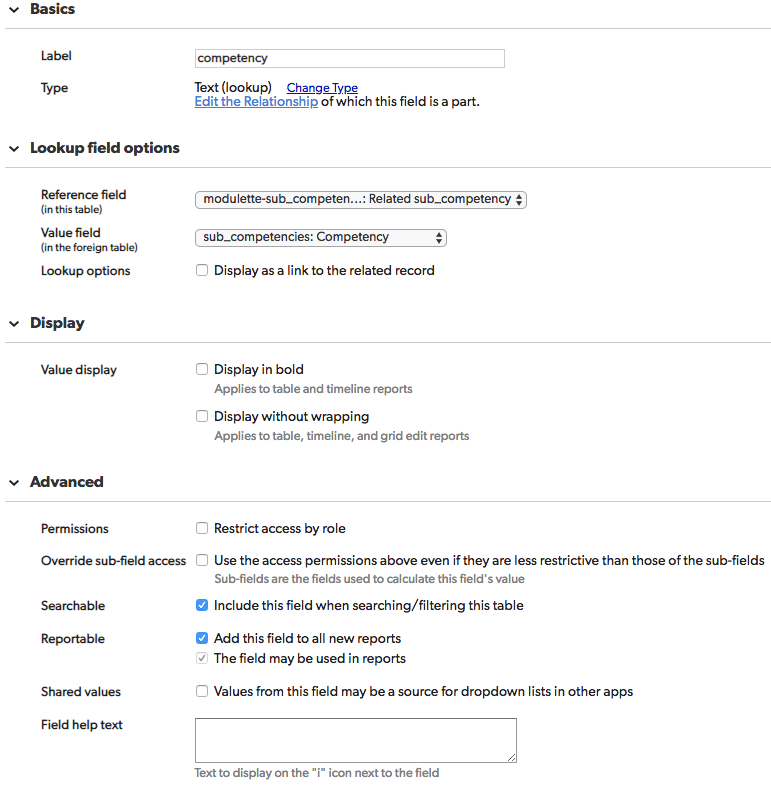 Basics
Label
competency
Type
Text (lookup) Change Type
Edit the Relationship of which this field is a part.
Lookup field options
Reference field
(in this table)
modulette-sub_competen...: Related sub_competency
Value field
(in the foreign table)
sub_competencies: Competency
Lookup options
Display as a link to the related record
Display
Value display
Display in bold
Applies to table and timeline reports
Display without wrapping
Applies to table, timeline, and grid edit reports
Advanced
Permissions
Restrict access by role
Override sub-field access
Use the access permissions above even if they are less restrictive than those of the sub-fields
Sub-fields are the fields used to calculate this field's value
Searchable
Include this field when searching/filtering this table
Reportable
Add this field to all new reports
The field may be used in reports
Shared values
Values from this field may be a source for dropdown lists in other apps
Field help text
Text to display on the "i" icon next to the field